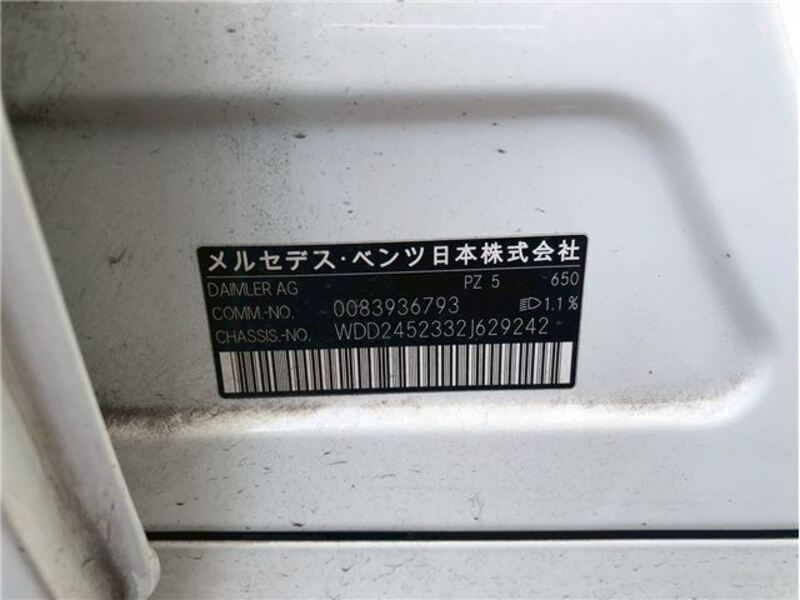 メルセデス・ベンツ日本株式会社
DAIMLER AG PZ 5 650
COMM.-NO. 0083936793 1.1%
CHASSIS.-NO. WDD2452332J629242